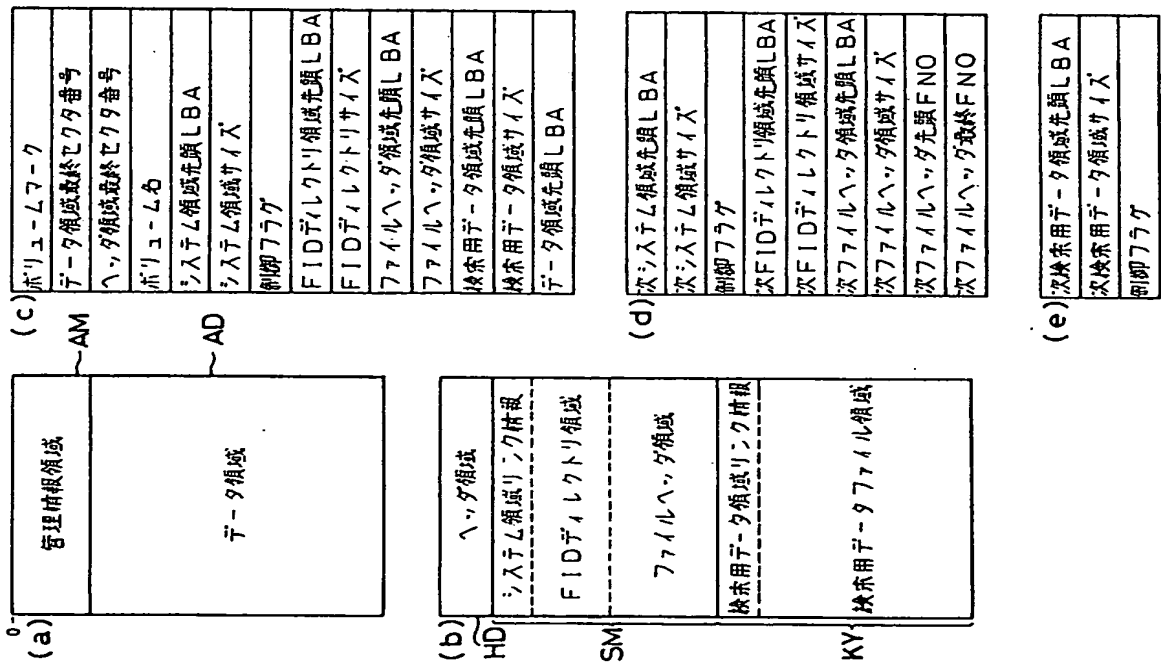 (a)
0
管理情報領域
データ領域
AM
AD
(b)
ヘッダ領域
システム領域リンク情報
FIDディレクトリ領域
ファイルヘッダ領域
検索用データ領域リンク情報
検索用データファイル領域
HD
SM
KY
(c)
ボリュームマーク
データ領域最終セクタ番号
ヘッダ領域最終セクタ番号
ボリューム名
システム領域先頭LBA
システム領域サイズ
制御フラグ
FIDディレクトリ領域先頭LBA
FIDディレクトリサイズ
ファイルヘッダ領域先頭LBA
ファイルヘッダ領域サイズ
検索用データ領域先頭LBA
検索用データ領域サイズ
データ領域先頭LBA
(d)
次システム領域先頭LBA
次システム領域サイズ
制御フラグ
次FIDディレクトリ領域先頭LBA
次FIDディレクトリ領域サイズ
次ファイルヘッダ領域先頭LBA
次ファイルヘッダ領域サイズ
次ファイルヘッダ先頭FNO
次ファイルヘッダ最終FNO
(e)
次検索用データ領域先頭LBA
次検索用データ領域サイズ
制御フラグ